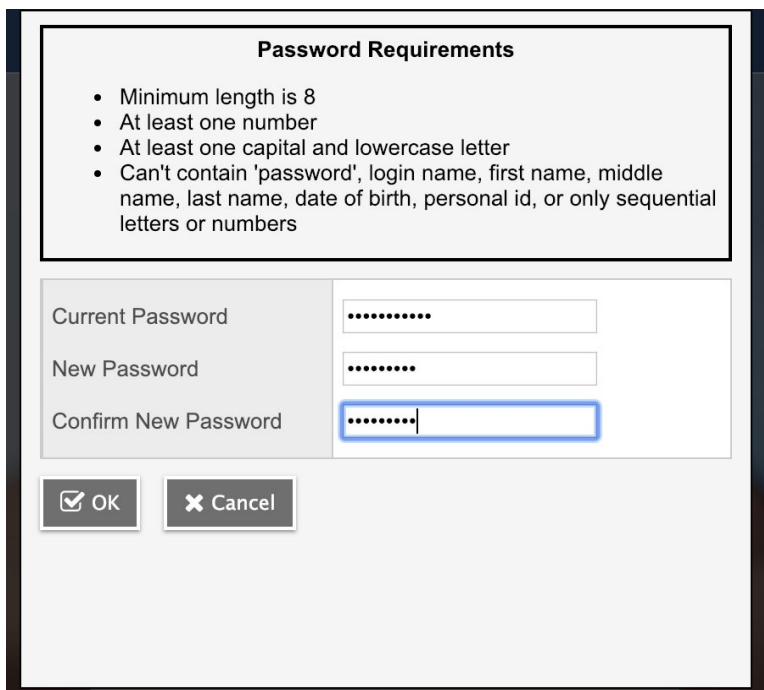 Password Requirements
• Minimum length is 8
• At least one number
• At least one capital and lowercase letter
• Can't contain 'password', login name, first name, middle
name, last name, date of birth, personal id, or only sequential
letters or numbers
Current Password •••••••••••
New Password •••••••••
Confirm New Password •••••••••
OK Cancel